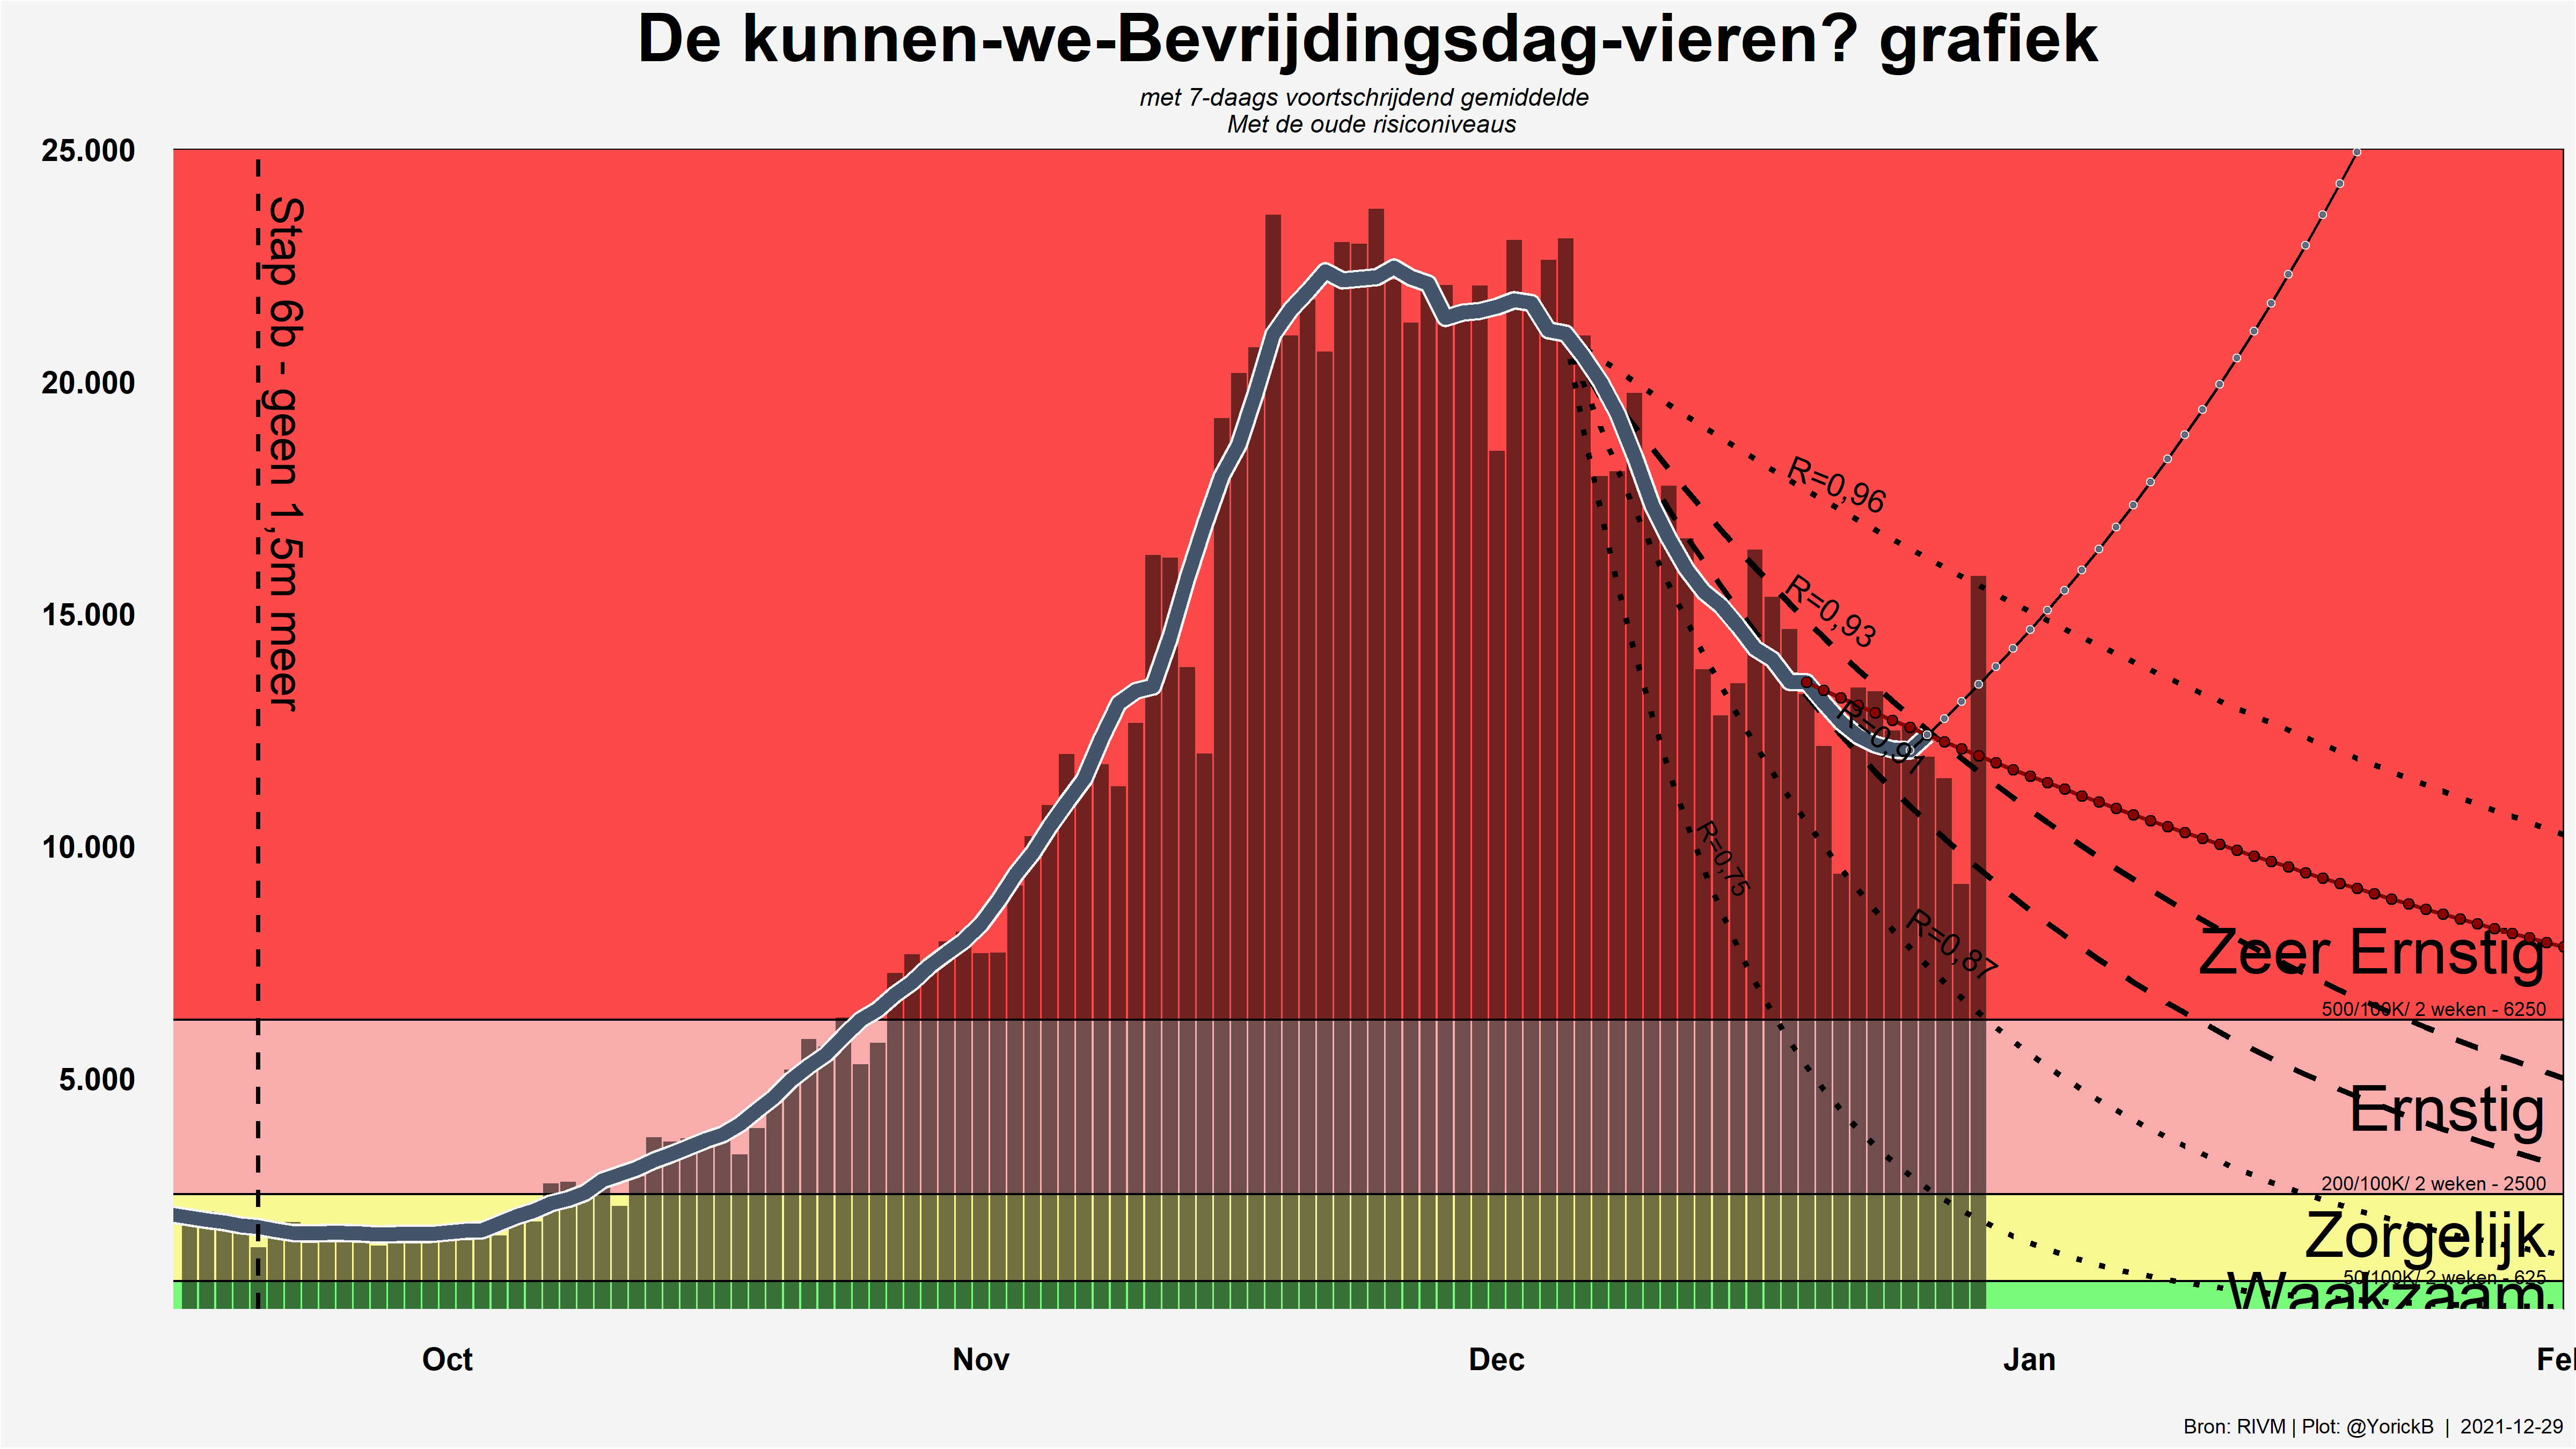 De kunnen-we-Bevrijdingsdag-vieren? grafiek
met 7-daags voortschrijdend gemiddelde
Met de oude risiconiveaus
25.000
20.000
15.000
10.000
5.000
Stap 6b - geen 1,5m meer
R=0,96
R=0,93
R=0,91
R=0,75
R=0,87
Zeer Ernstig
500/100K/ 2 weken - 6250
Ernstig
200/100K/ 2 weken - 2500
Zorgelijk
50/100K/ 2 weken - 625
Waakzaam
Oct
Nov
Dec
Jan
Fe
Bron: RIVM | Plot: @YorickB | 2021-12-29